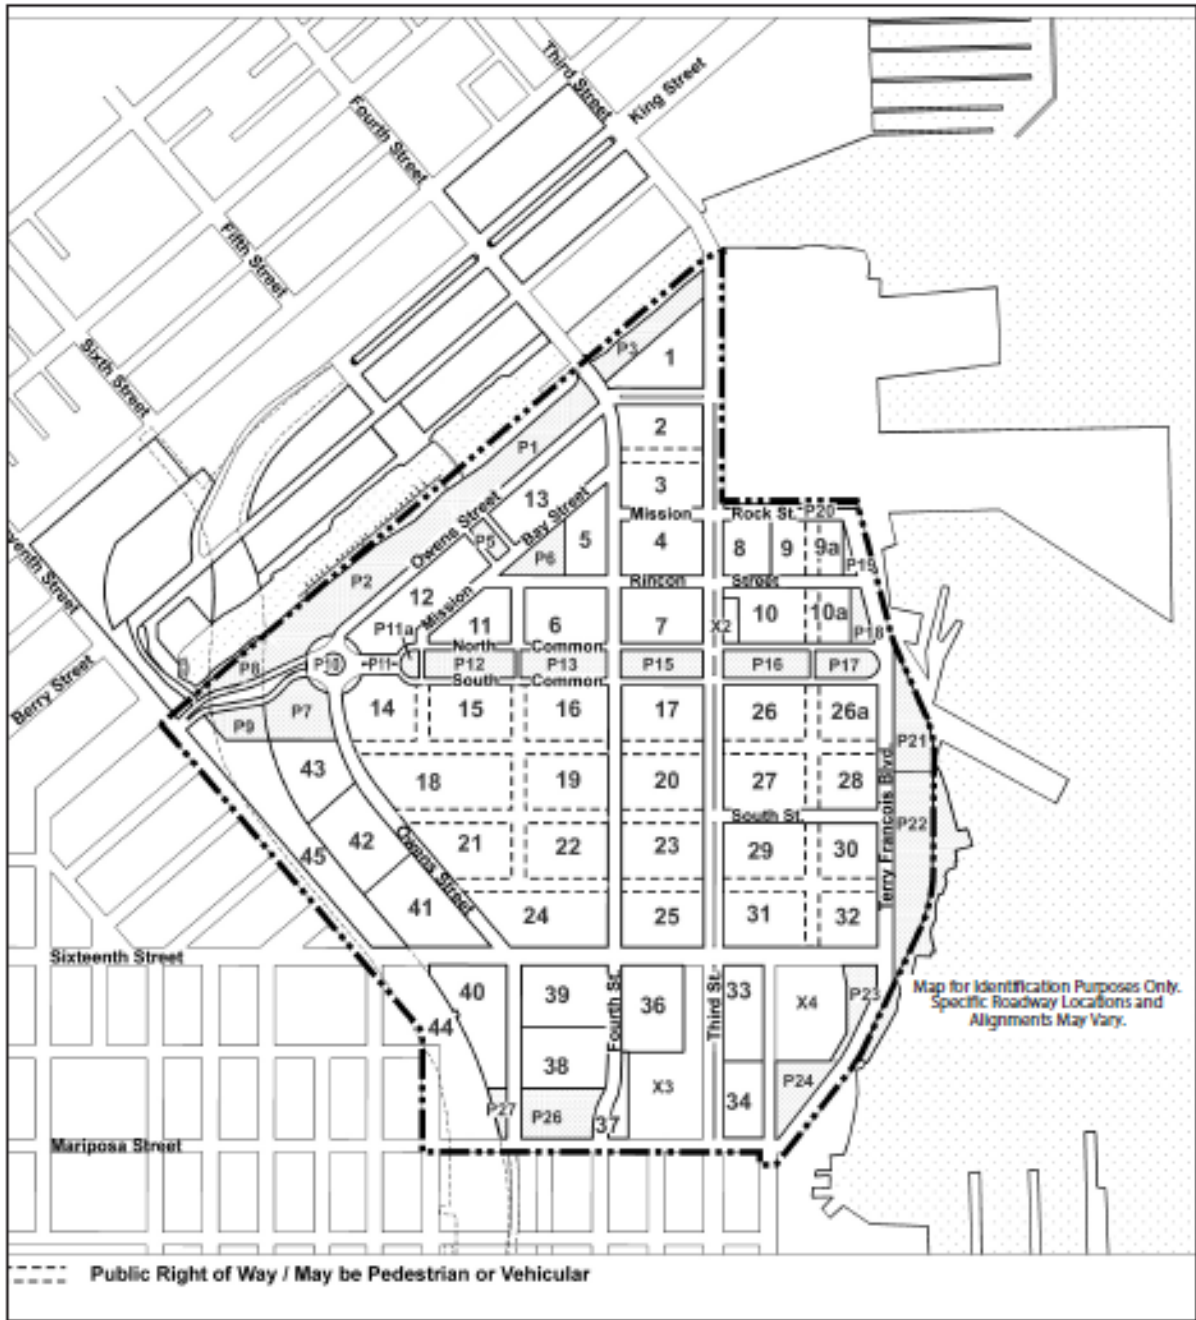 Third Street
King Street
Fourth Street
Fifth Street
Sixth Street
venth Street
Berry Street
P3
1
2
P1
3
13
Mission
Rock St.
P20
Owens Street
Bay Street
P5
P6
5
4
8
9
9a
P19
Rincon
Street
P2
12
Mission
P11a
11
6
7
X2
10
10a
P18
North
Common
P8
P10
P11
P12
P13
P15
P16
P17
South
Common
P9
P7
14
15
16
17
26
26a
P21
43
18
19
20
27
28
Terry Francois Blvd.
South St.
P22
45
42
Owens Street
21
22
23
29
30
41
24
25
31
32
Sixteenth Street
Map for Identification Purposes Only.
Specific Roadway Locations and
Alignments May Vary.
40
39
Fourth St.
36
Third St.
33
X4
P23
44
38
X3
P24
34
P27
P26
37
Mariposa Street
Public Right of Way / May be Pedestrian or Vehicular